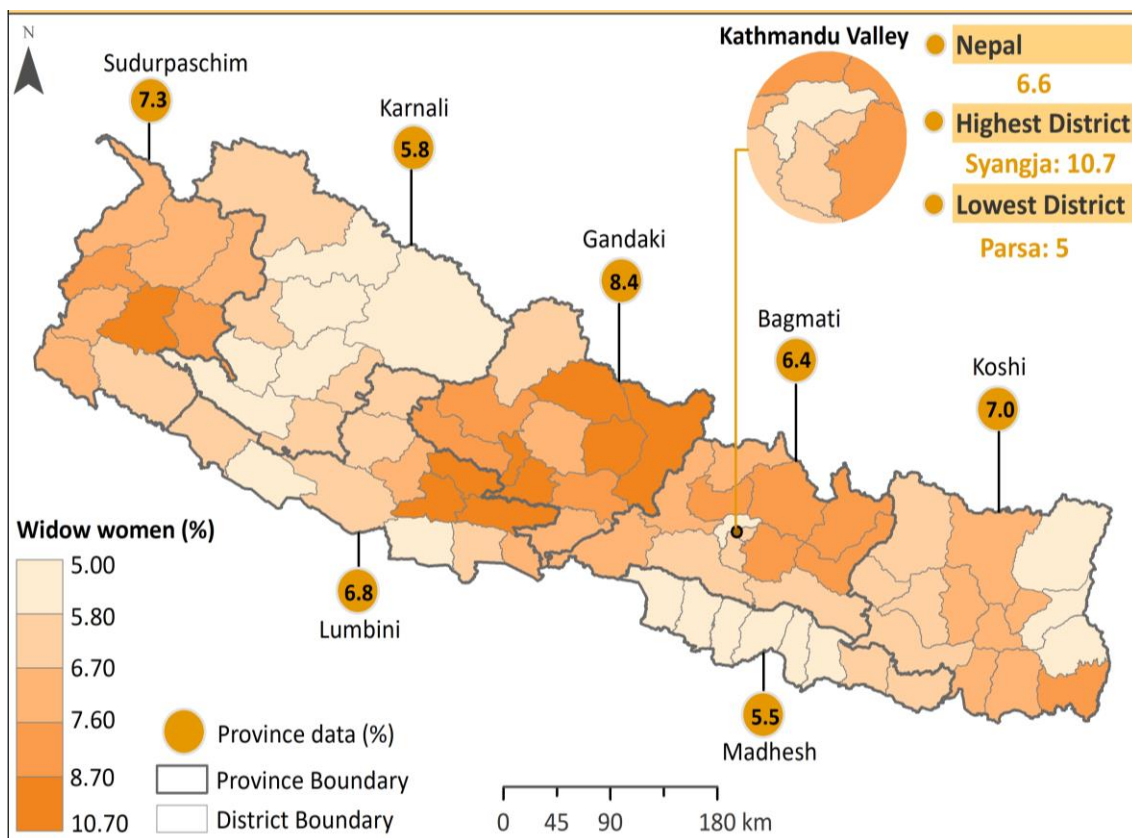 N
Sudurpaschim
7.3
Karnali
5.8
Gandaki
8.4
Kathmandu Valley
Nepal
6.6
Highest District
Syangja: 10.7
Lowest District
Parsa: 5
Bagmati
6.4
Koshi
7.0
Widow women (%)
5.00
5.80
6.70
7.60
8.70
10.70
6.8
Lumbini
5.5
Madhesh
Province data (%)
Province Boundary
District Boundary
0 45 90 180 km